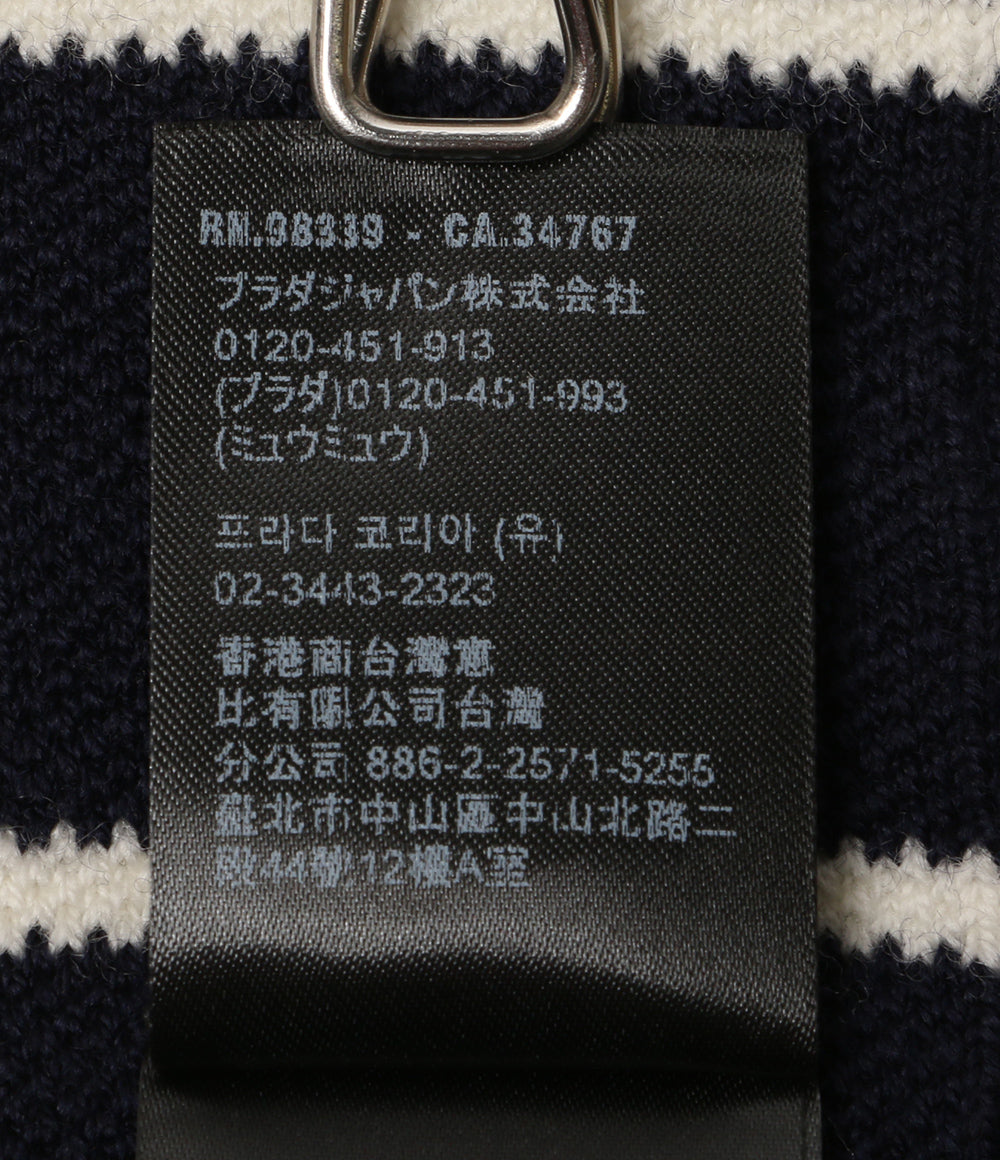 RM.98339 - CA.34767
プラダジャパン株式会社
0120-451-913
(プラダ)0120-451-993
(ミュウミュウ)
프라다 코리아 (유)
02-3443-2323
香港商台灣惠
比有限公司台灣
分公司 886-2-2571-5255
臺北市中山區中山北路二
段44號12樓A室